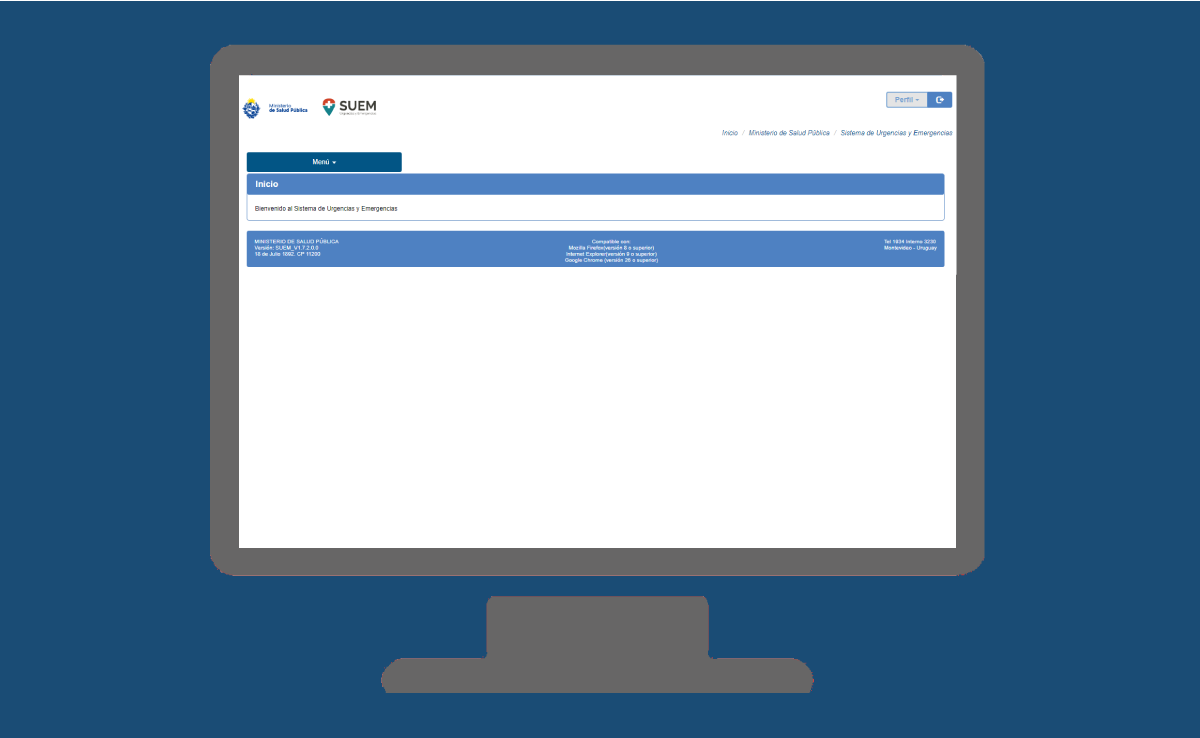 Ministerio
de Salud Pública
SUEM
Perfil
Inicio / Ministerio de Salud Pública / Sistema de Urgencias y Emergencias
Menú
Inicio
Bienvenido al Sistema de Urgencias y Emergencias
MINISTERIO DE SALUD PÚBLICA
Versión: SUEM_V1.7.2.0.0
18 de Julio 1892, CP 11200
Compatible con:
Mozilla Firefox(versión 8 o superior)
Internet Explorer(versión 9 o superior)
Google Chrome (versión 26 o superior)
Tel 1934 Interno 3230
Montevideo - Uruguay